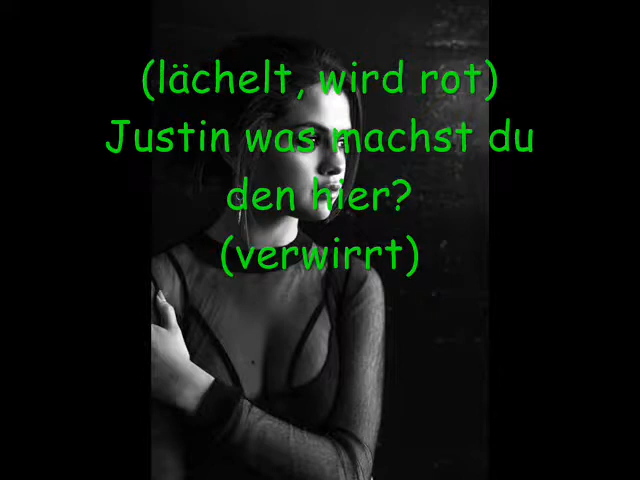 (lächelt, wird rot)
Justin was machst du
den hier?
(verwirrt)